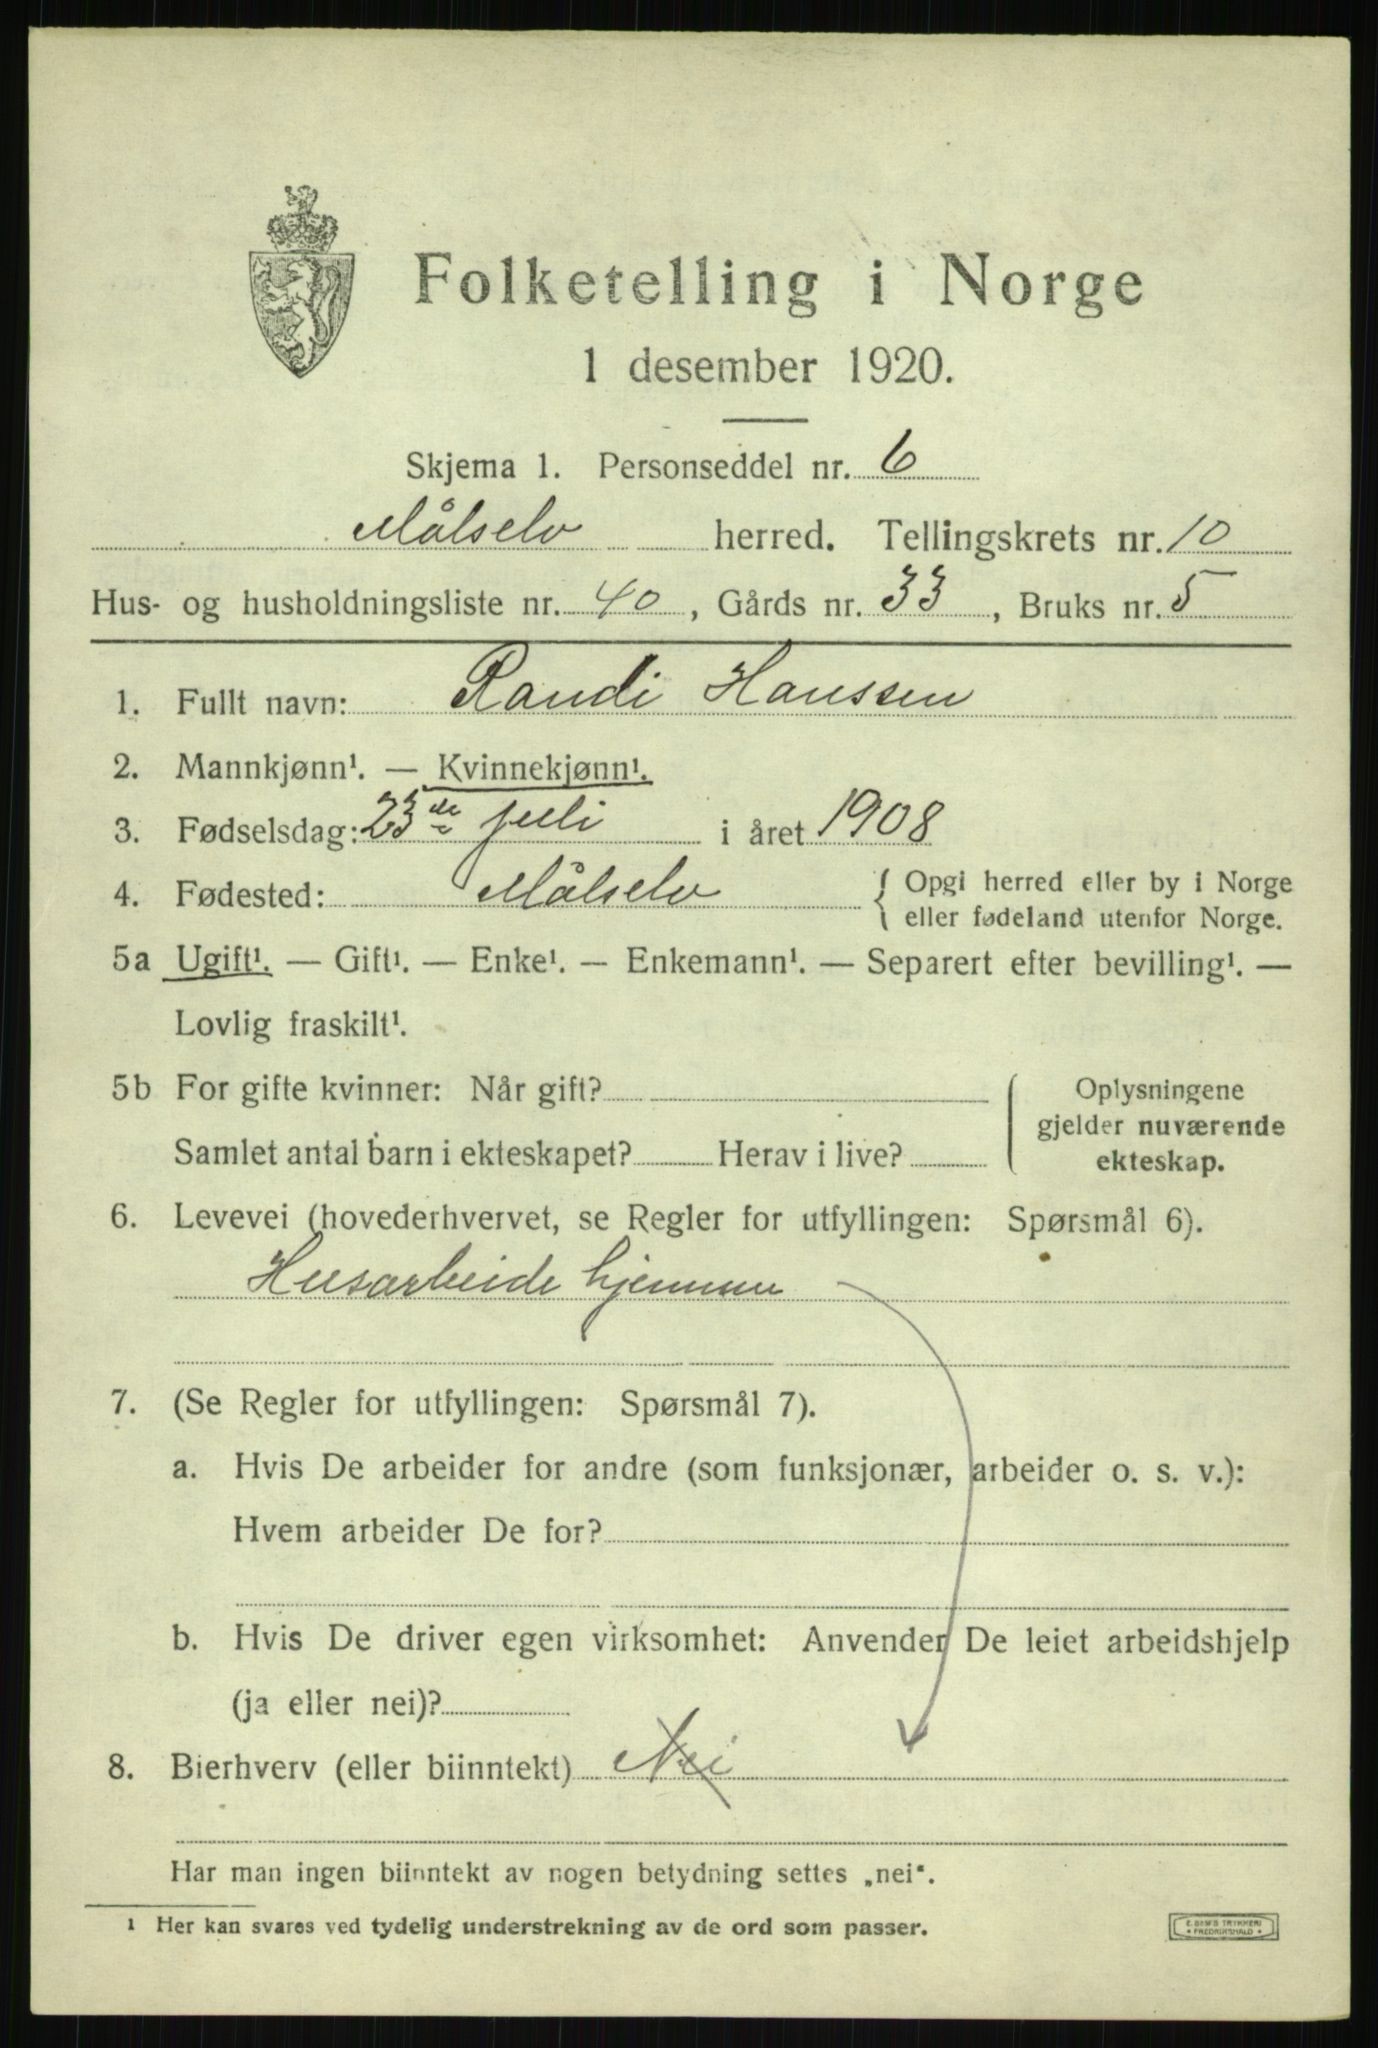 Folketelling i Norge
1 desember 1920.
Skjema 1. Personseddel nr. 6
Målselv herred. Tellingskrets nr. 10
Hus- og husholdningsliste nr. 40, Gårds nr. 33, Bruks nr. 5
1. Fullt navn: Randi Hanssen
2. Mannkjønn¹. — Kvinnekjønn¹.
3. Fødselsdag: 23de juli i året 1908
4. Fødested: Målselv { Opgi herred eller by i Norge
eller fødeland utenfor Norge.
5a Ugift¹. — Gift¹. — Enke¹. — Enkemann¹. — Separert efter bevilling¹. —
Lovlig fraskilt¹.
5b For gifte kvinner: Når gift? Oplysningene
gjelder nuværende
Samlet antal barn i ekteskapet? Herav i live? ekteskap.
6. Levevei (hovederhvervet, se Regler for utfyllingen: Spørsmål 6).
Husarbeide hjemme
7. (Se Regler for utfyllingen: Spørsmål 7).
a. Hvis De arbeider for andre (som funksjonær, arbeider o. s. v.):
Hvem arbeider De for?
b. Hvis De driver egen virksomhet: Anvender De leiet arbeidshjelp
(ja eller nei)?
8. Bierhverv (eller biinntekt) Nei
Har man ingen biinntekt av nogen betydning settes „nei“.
1 Her kan svares ved tydelig understrekning av de ord som passer.
E. SEM'S TRYKKERI
* FREDRIKSHALD *